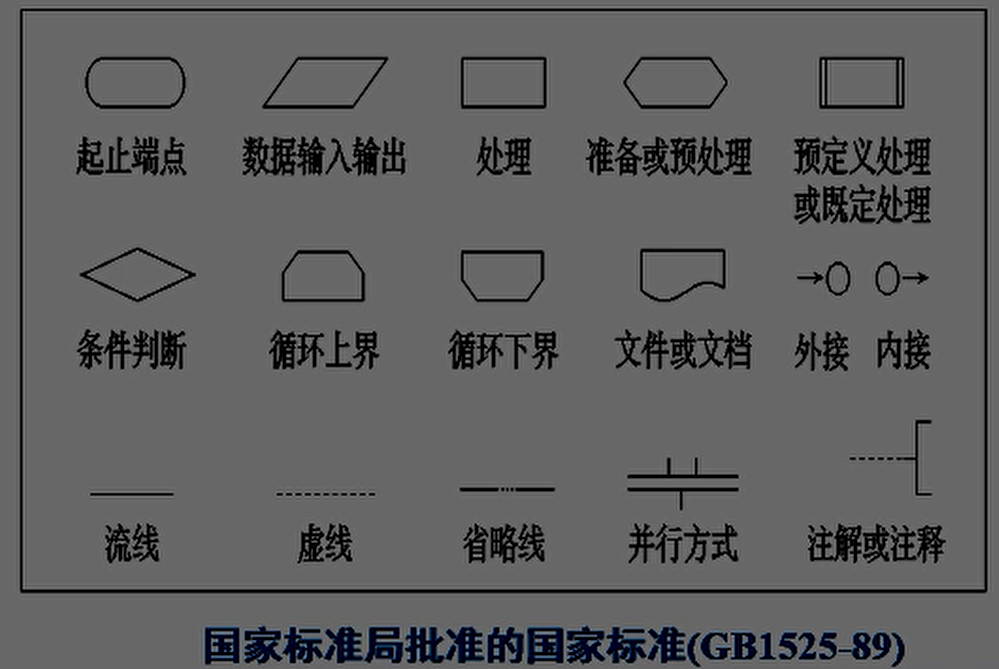 起止端点 数据输入输出 处理 准备或预处理 预定义处理
或既定处理
条件判断 循环上界 循环下界 文件或文档 外接 内接
流线 虚线 省略线 并行方式 注解或注释
国家标准局批准的国家标准(GB1525-89)